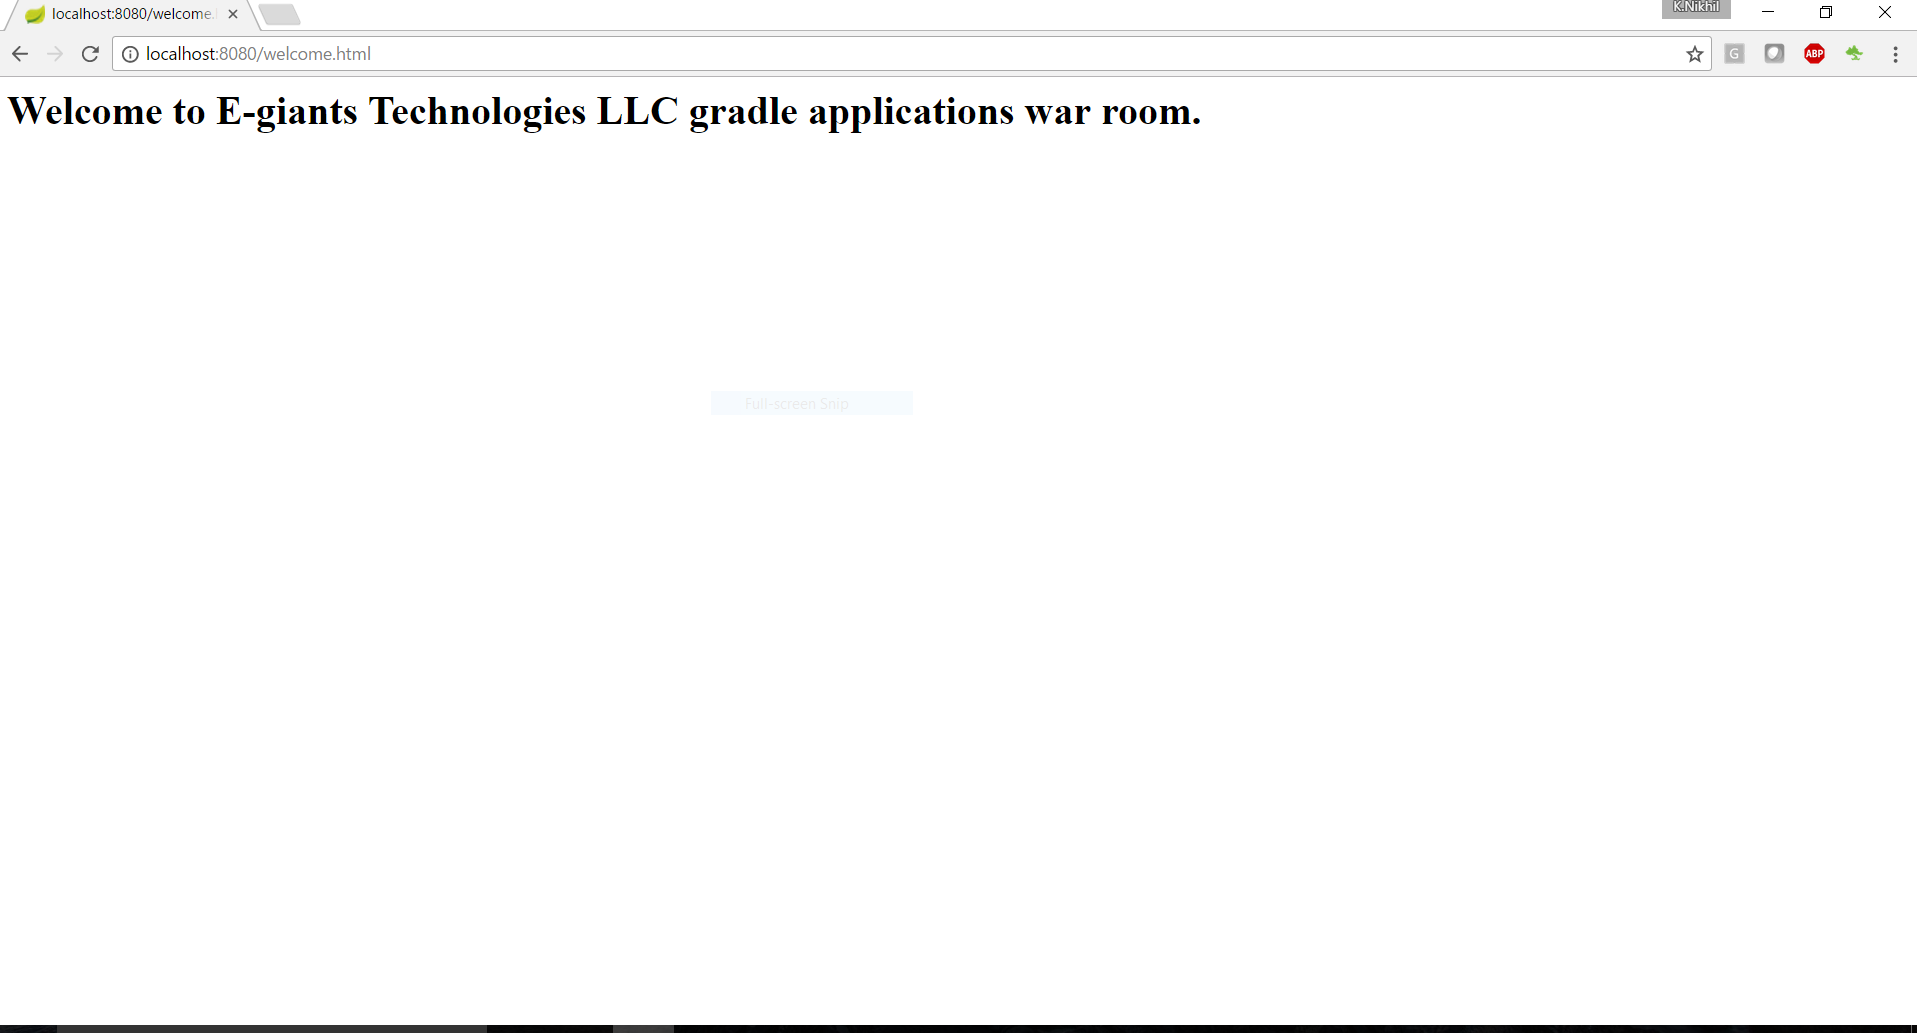 localhost:8080/welcome.
K.Nikhil
localhost:8080/welcome.html
G
ABP
Welcome to E-giants Technologies LLC gradle applications war room.
Full-screen Snip